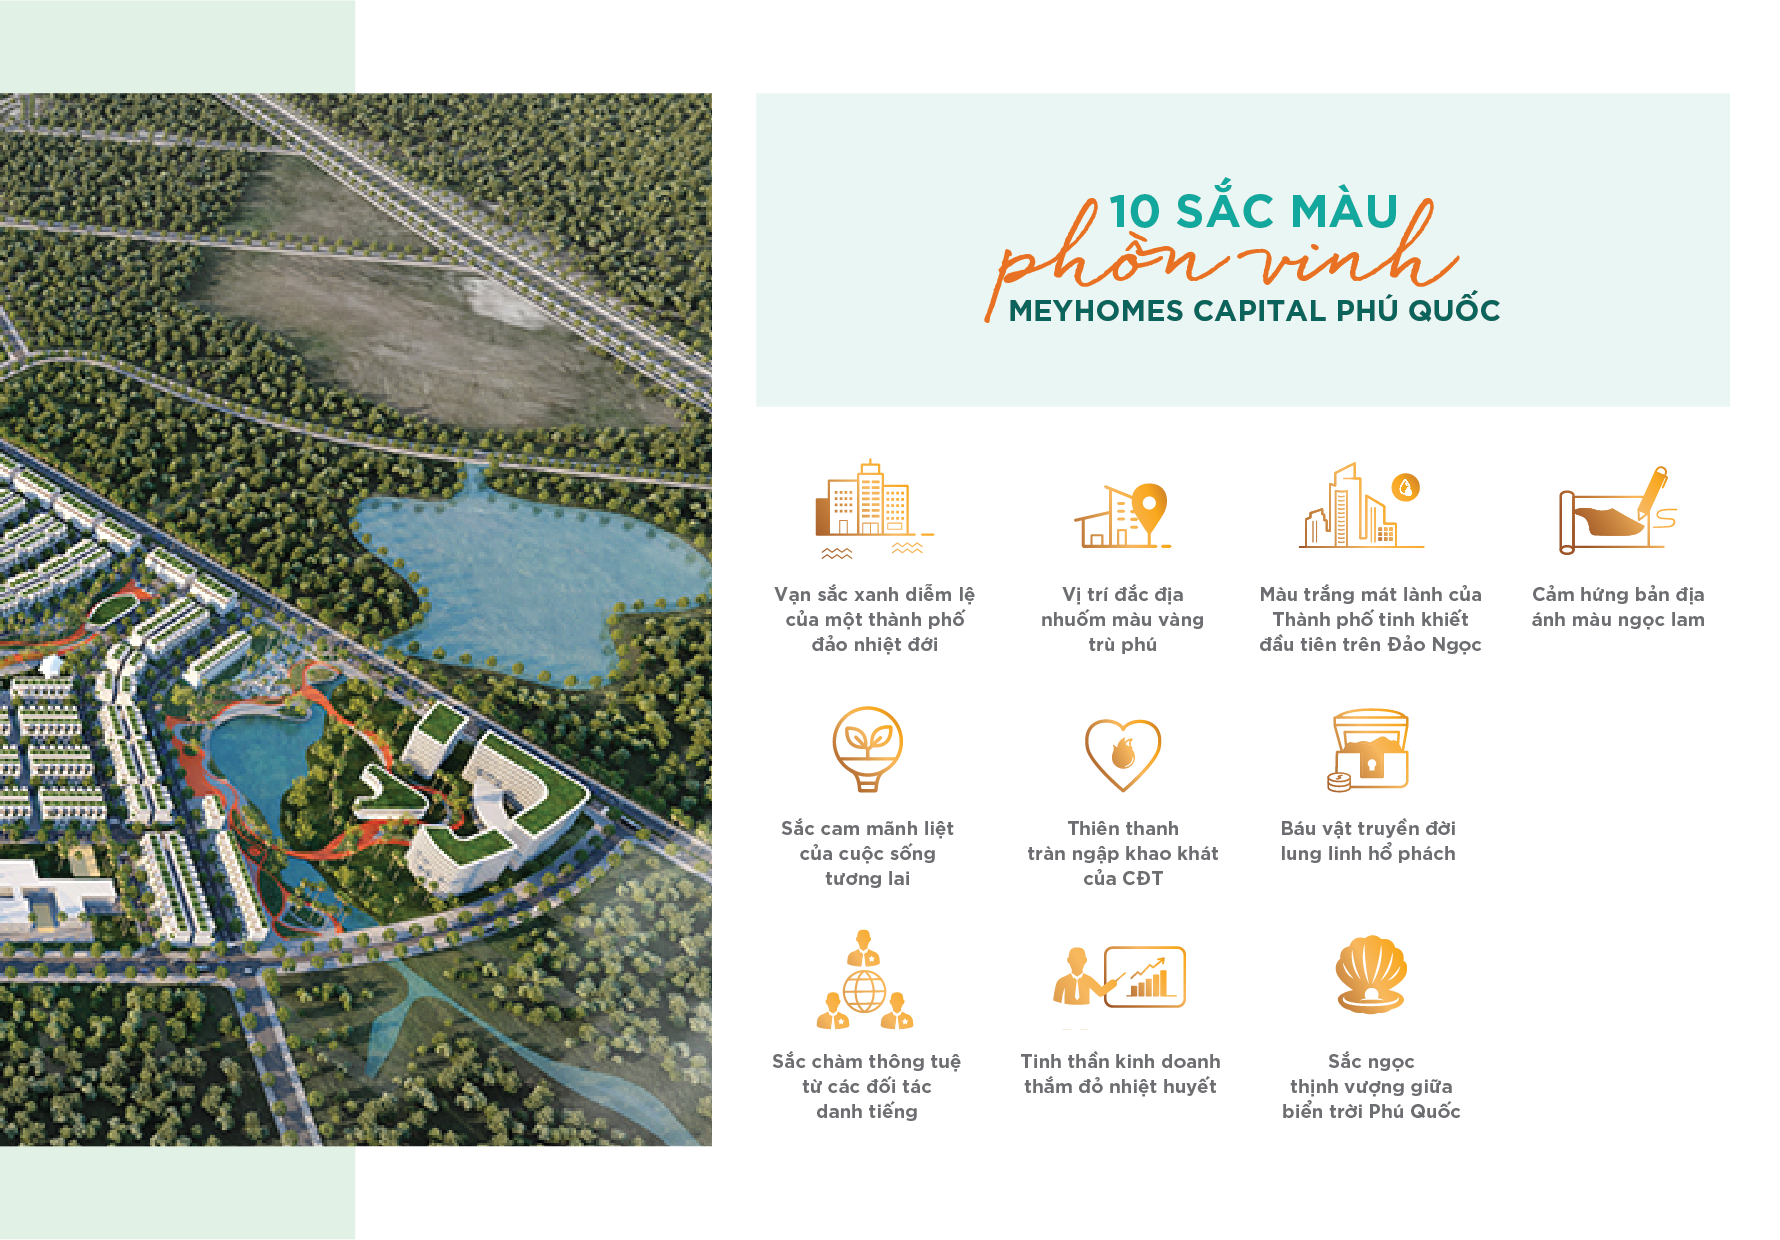 10 SẮC MÀU
phồn vinh
MEYHOMES CAPITAL PHÚ QUỐC
Vạn sắc xanh diễm lệ
của một thành phố
đảo nhiệt đới
Vị trí đắc địa
nhuốm màu vàng
trù phú
Màu trắng mát lành của
Thành phố tinh khiết
đầu tiên trên Đảo Ngọc
Cảm hứng bản địa
ánh màu ngọc lam
Sắc cam mãnh liệt
của cuộc sống
tương lai
Thiên thanh
tràn ngập khao khát
của CĐT
Báu vật truyền đời
lung linh hổ phách
Sắc chàm thông tuệ
từ các đối tác
danh tiếng
Tinh thần kinh doanh
thắm đỏ nhiệt huyết
Sắc ngọc
thịnh vượng giữa
biển trời Phú Quốc